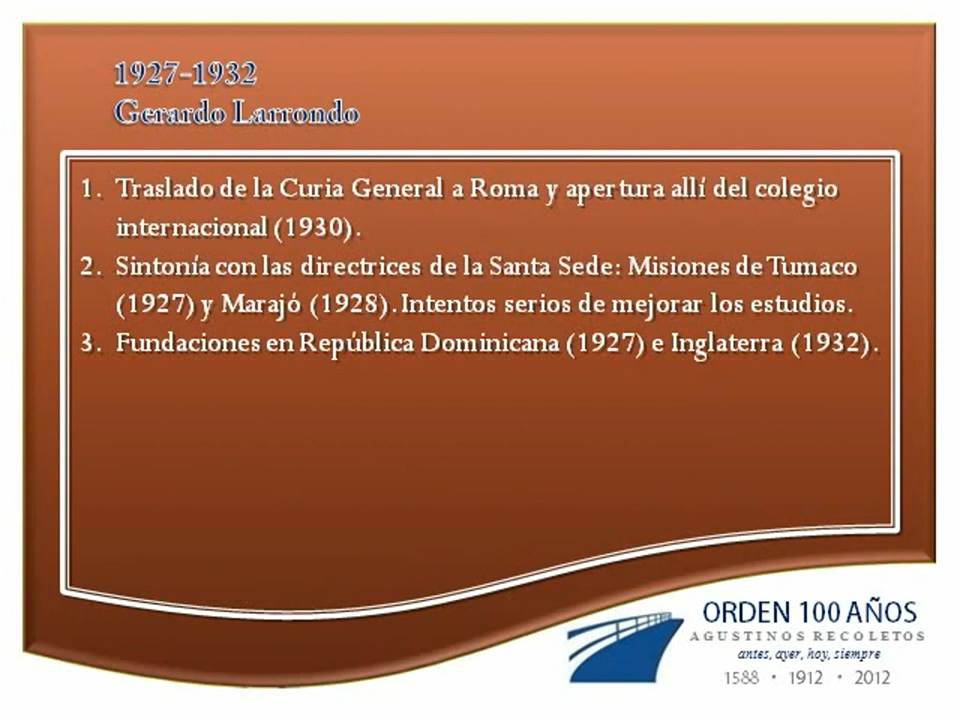 1927-1932
Gerardo Larrondo
1. Traslado de la Curia General a Roma y apertura allí del colegio
internacional (1930).
2. Sintonía con las directrices de la Santa Sede: Misiones de Tumaco
(1927) y Marajó (1928). Intentos serios de mejorar los estudios.
3. Fundaciones en República Dominicana (1927) e Inglaterra (1932).
ORDEN 100 AÑOS
AGUSTINOS RECOLETOS
antes, ayer, hoy, siempre
1588 • 1912 • 2012